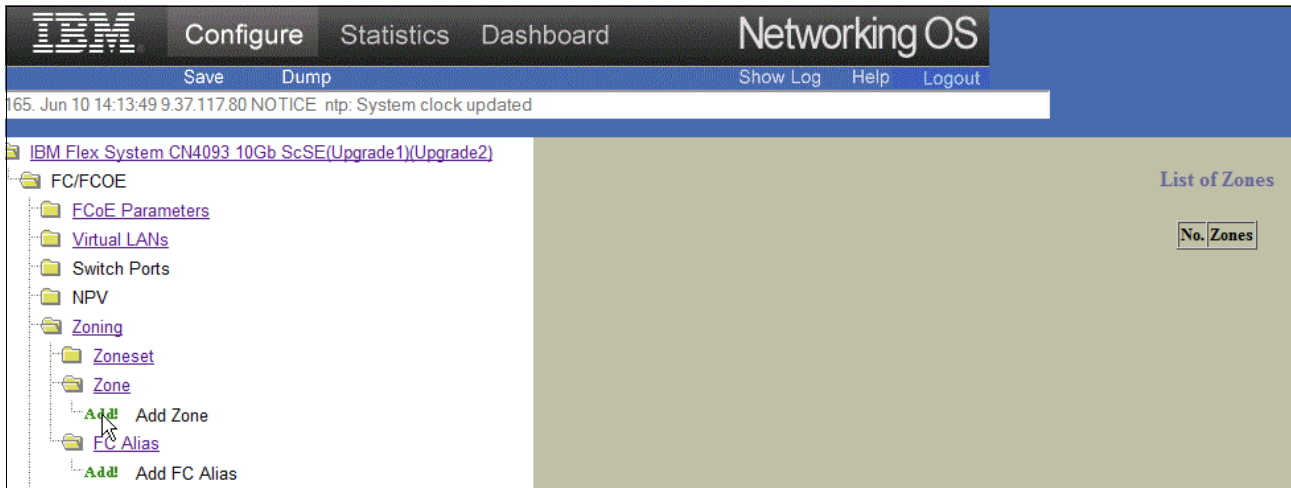 IBM. Configure Statistics Dashboard Networking OS
Save Dump Show Log Help Logout
165. Jun 10 14:13:49 9.37.117.80 NOTICE ntp: System clock updated
IBM Flex System CN4093 10Gb ScSE(Upgrade1)(Upgrade2)
FC/FCOE
FCoE Parameters
Virtual LANs
Switch Ports
NPV
Zoning
Zoneset
Zone
Add! Add Zone
FC Alias
Add! Add FC Alias
List of Zones
No. Zones